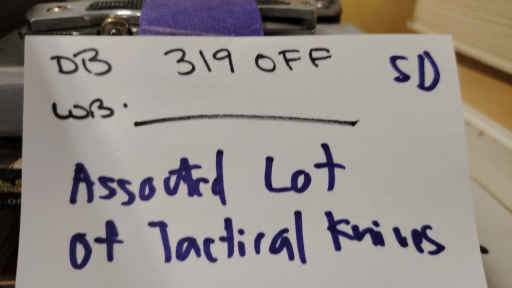 DB 319 OFF SD
WB.
Assorted Lot
of Tactical Knives